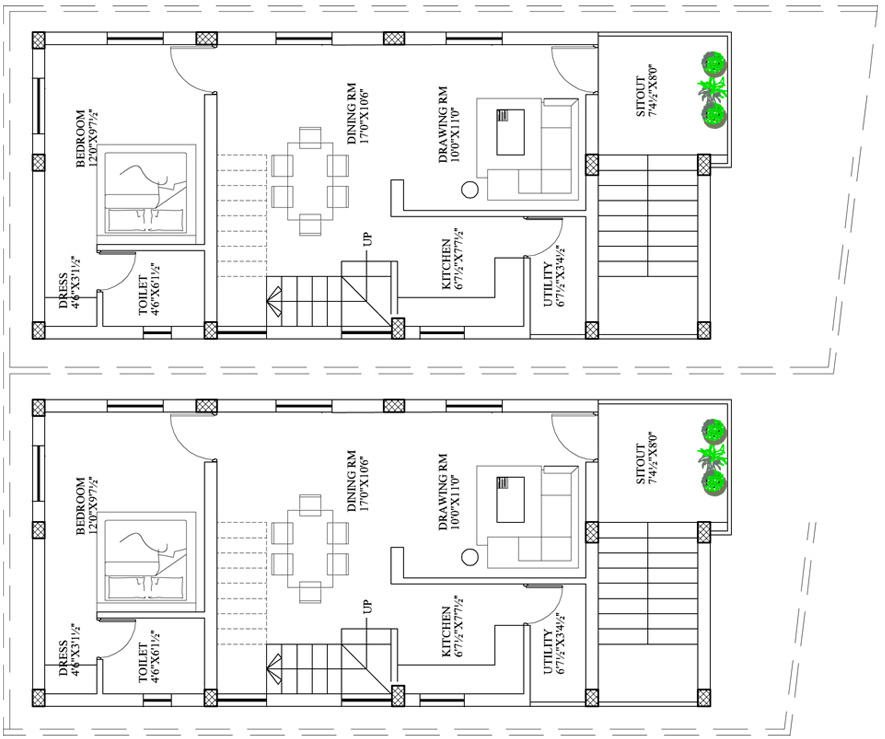 BEDROOM
12'0"X9'7½"
DINING RM
17'0"X10'6"
DRAWING RM
10'0"X11'0"
SITOUT
7'4½"X8'0"
DRESS
4'6"X3'1½"
TOILET
4'6"X6'1½"
UP
KITCHEN
6'7½"X7'7½"
UTILITY
6'7½"X3'4½"
BEDROOM
12'0"X9'7½"
DINING RM
17'0"X10'6"
DRAWING RM
10'0"X11'0"
SITOUT
7'4½"X8'0"
DRESS
4'6"X3'1½"
TOILET
4'6"X6'1½"
UP
KITCHEN
6'7½"X7'7½"
UTILITY
6'7½"X3'4½"